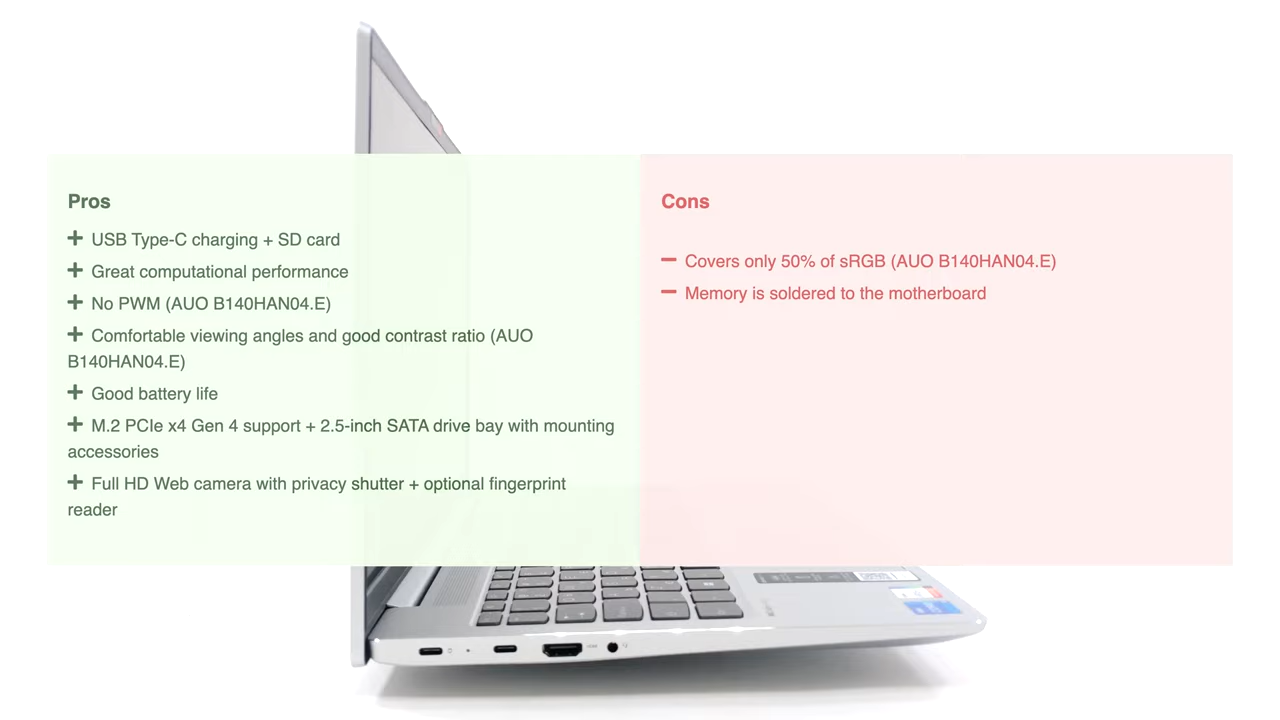 Pros
+ USB Type-C charging + SD card
+ Great computational performance
+ No PWM (AUO B140HAN04.E)
+ Comfortable viewing angles and good contrast ratio (AUO
B140HAN04.E)
+ Good battery life
+ M.2 PCIe x4 Gen 4 support + 2.5-inch SATA drive bay with mounting
accessories
+ Full HD Web camera with privacy shutter + optional fingerprint
reader
Cons
− Covers only 50% of sRGB (AUO B140HAN04.E)
− Memory is soldered to the motherboard